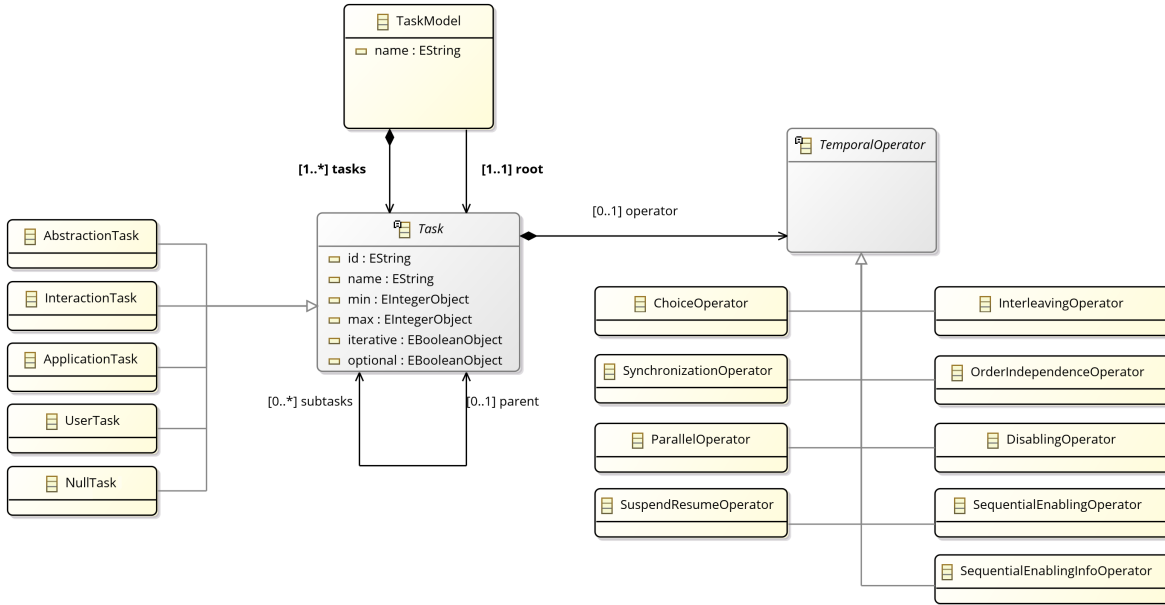 TaskModel
name : EString
[1..*] tasks
[1..1] root
TemporalOperator
[0..1] operator
Task
id : EString
name : EString
min : EIntegerObject
max : EIntegerObject
iterative : EBooleanObject
optional : EBooleanObject
AbstractionTask
InteractionTask
ApplicationTask
UserTask
NullTask
[0..*] subtasks
[0..1] parent
ChoiceOperator
InterleavingOperator
SynchronizationOperator
OrderIndependenceOperator
ParallelOperator
DisablingOperator
SuspendResumeOperator
SequentialEnablingOperator
SequentialEnablingInfoOperator